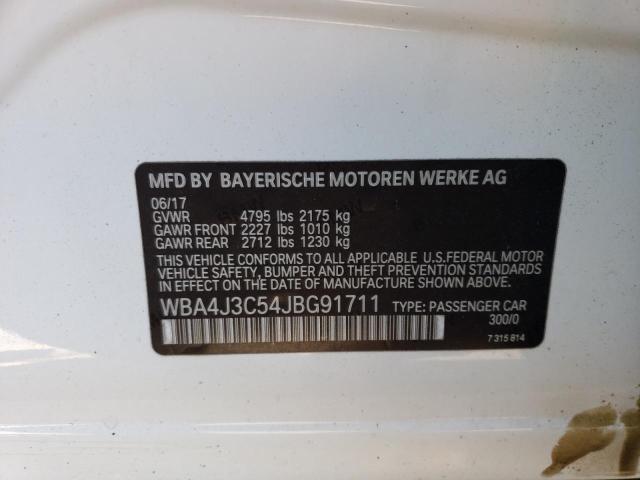 MFD BY BAYERISCHE MOTOREN WERKE AG
06/17
GVWR 4795 lbs 2175 kg
GAWR FRONT 2227 lbs 1010 kg
GAWR REAR 2712 lbs 1230 kg
THIS VEHICLE CONFORMS TO ALL APPLICABLE U.S.FEDERAL MOTOR
VEHICLE SAFETY, BUMPER AND THEFT PREVENTION STANDARDS
IN EFFECT ON THE DATE OF MANUFACTURE SHOWN ABOVE.
WBA4J3C54JBG91711 TYPE: PASSENGER CAR
300/0
7 315 814